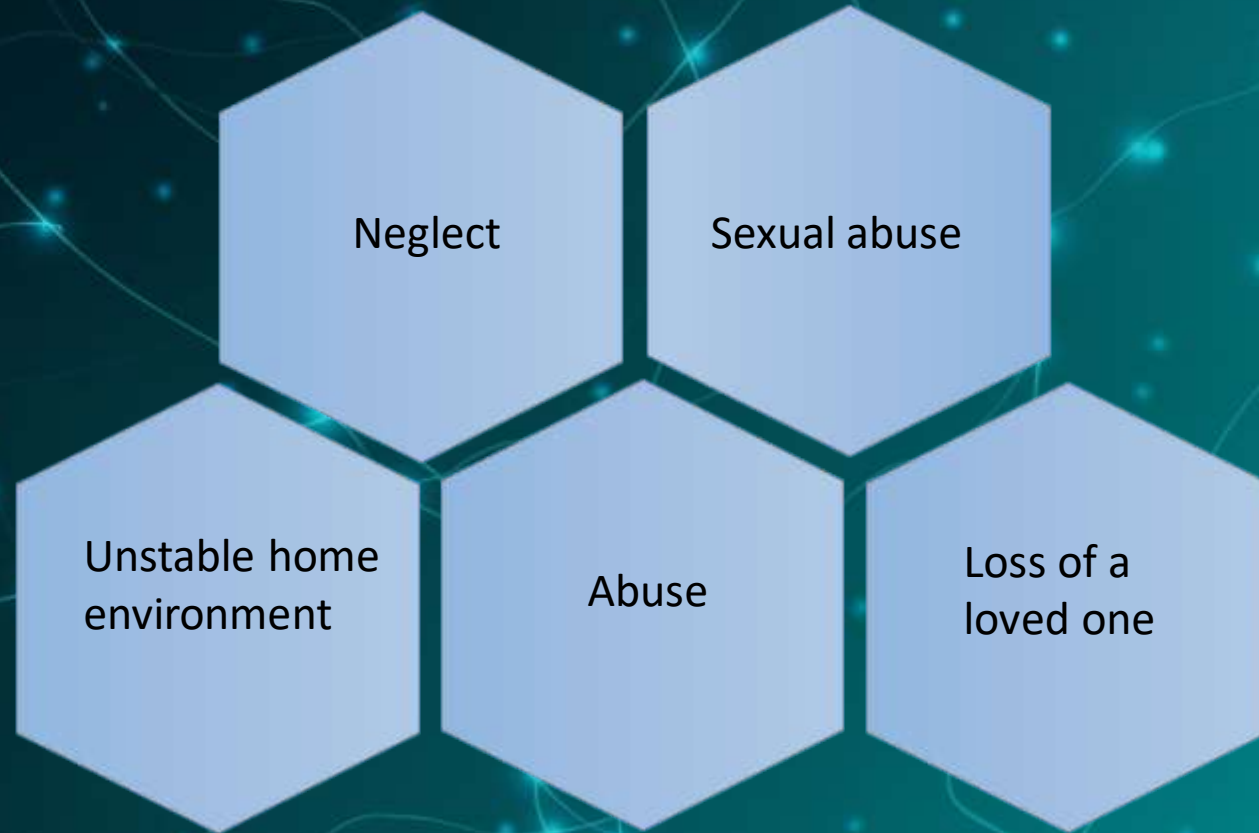 Neglect
Sexual abuse
Unstable home
environment
Abuse
Loss of a
loved one